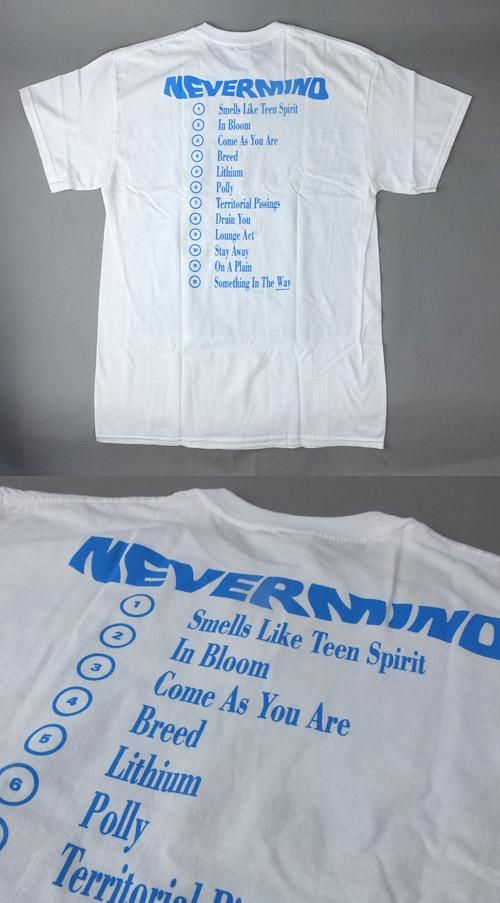 NEVERMIND
1 Smells Like Teen Spirit
2 In Bloom
3 Come As You Are
4 Breed
5 Lithium
6 Polly
7 Territorial Pissings
8 Drain You
9 Lounge Act
10 Stay Away
11 On A Plain
12 Something In The Way
NEVERMIND
1 Smells Like Teen Spirit
2 In Bloom
3 Come As You Are
4 Breed
5 Lithium
6 Polly
Territorial Pi